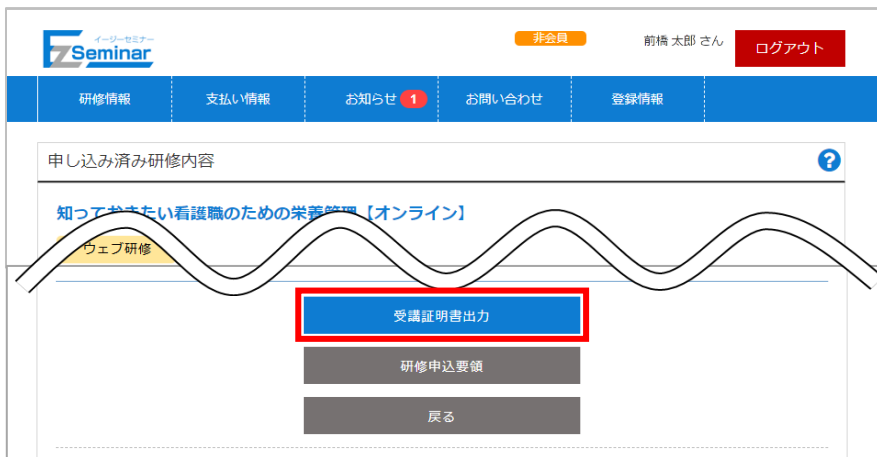 イージーセミナー
EzSeminar
非会員
前橋 太郎 さん
ログアウト
研修情報
支払い情報
お知らせ 1
お問い合わせ
登録情報
申し込み済み研修内容
?
知っておきたい看護職のための栄養管理【オンライン】
ウェブ研修
受講証明書出力
研修申込要領
戻る